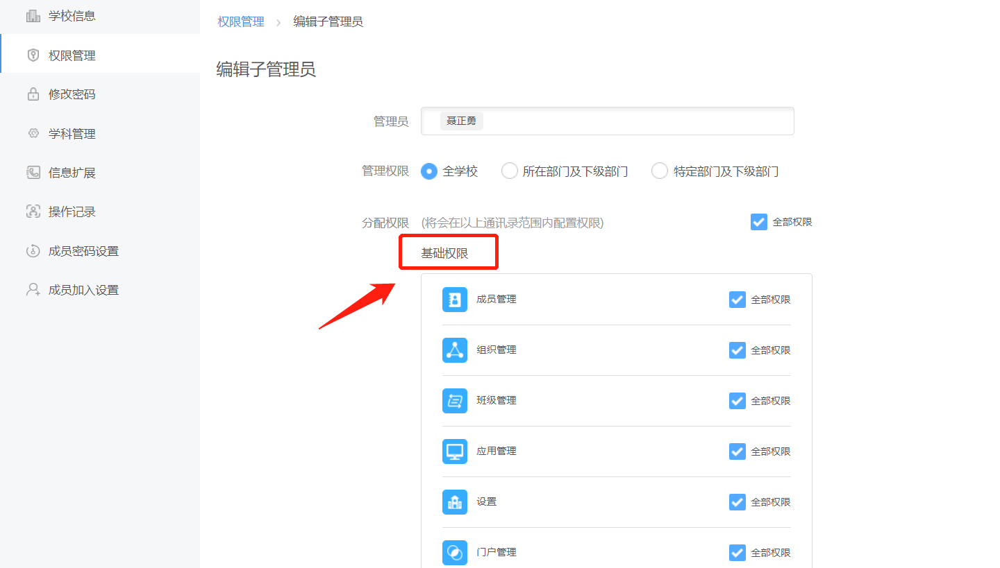 学校信息
权限管理
修改密码
学科管理
信息扩展
操作记录
成员密码设置
成员加入设置
权限管理 › 编辑子管理员
编辑子管理员
管理员 聂正勇
管理权限 全学校 所在部门及下级部门 特定部门及下级部门
分配权限 (将会在以上通讯录范围内配置权限) 全部权限
基础权限
成员管理 全部权限
组织管理 全部权限
班级管理 全部权限
应用管理 全部权限
设置 全部权限
门户管理 全部权限